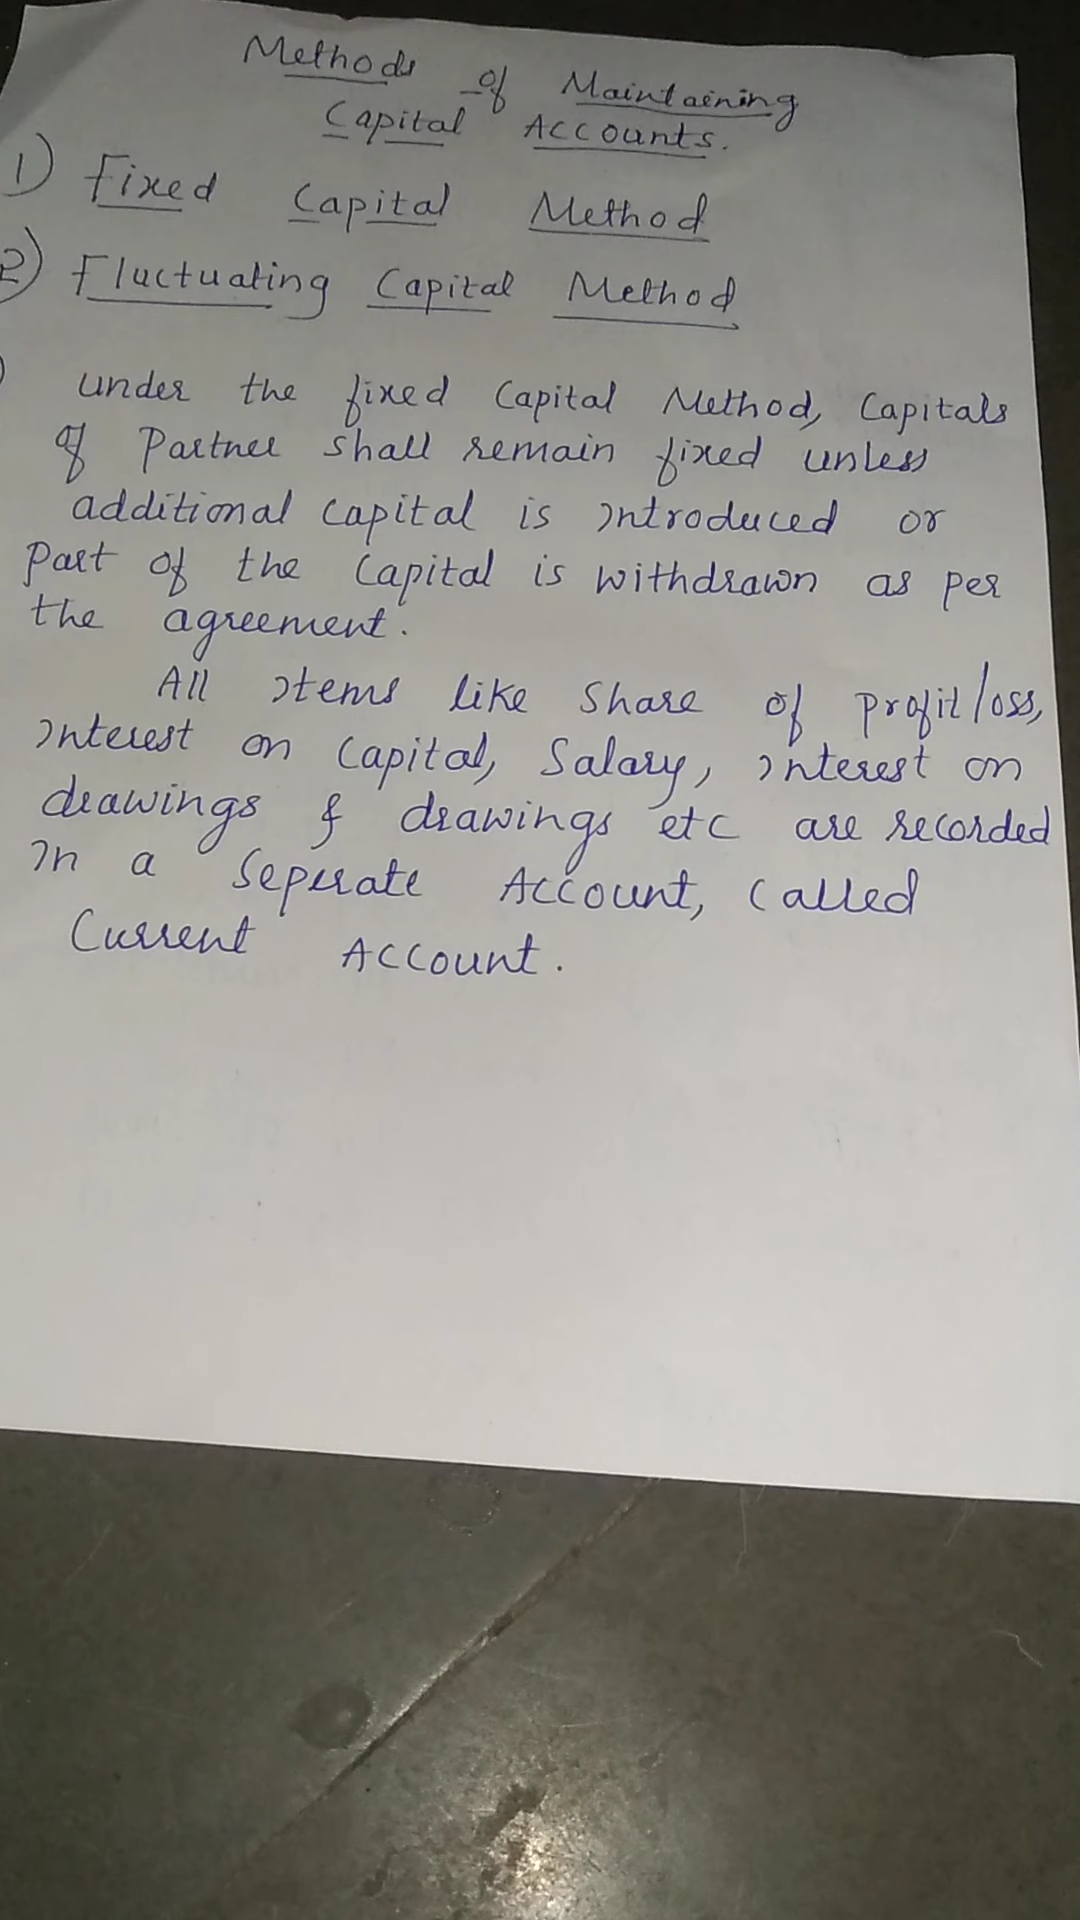 Methods of Maintaining
Capital Accounts.
1) Fixed Capital Method
2) Fluctuating Capital Method
under the fixed Capital Method, Capitals
of Partner shall remain fixed unless
additional capital is introduced or
Part of the Capital is withdrawn as per
the agreement.
All items like Share of profit/loss,
interest on Capital, Salary, interest on
drawings & drawings etc are recorded
in a Seperate Account, Called
Current Account.